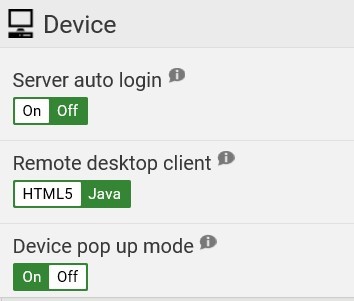 Device
Server auto login
On Off
Remote desktop client
HTML5 Java
Device pop up mode
On Off